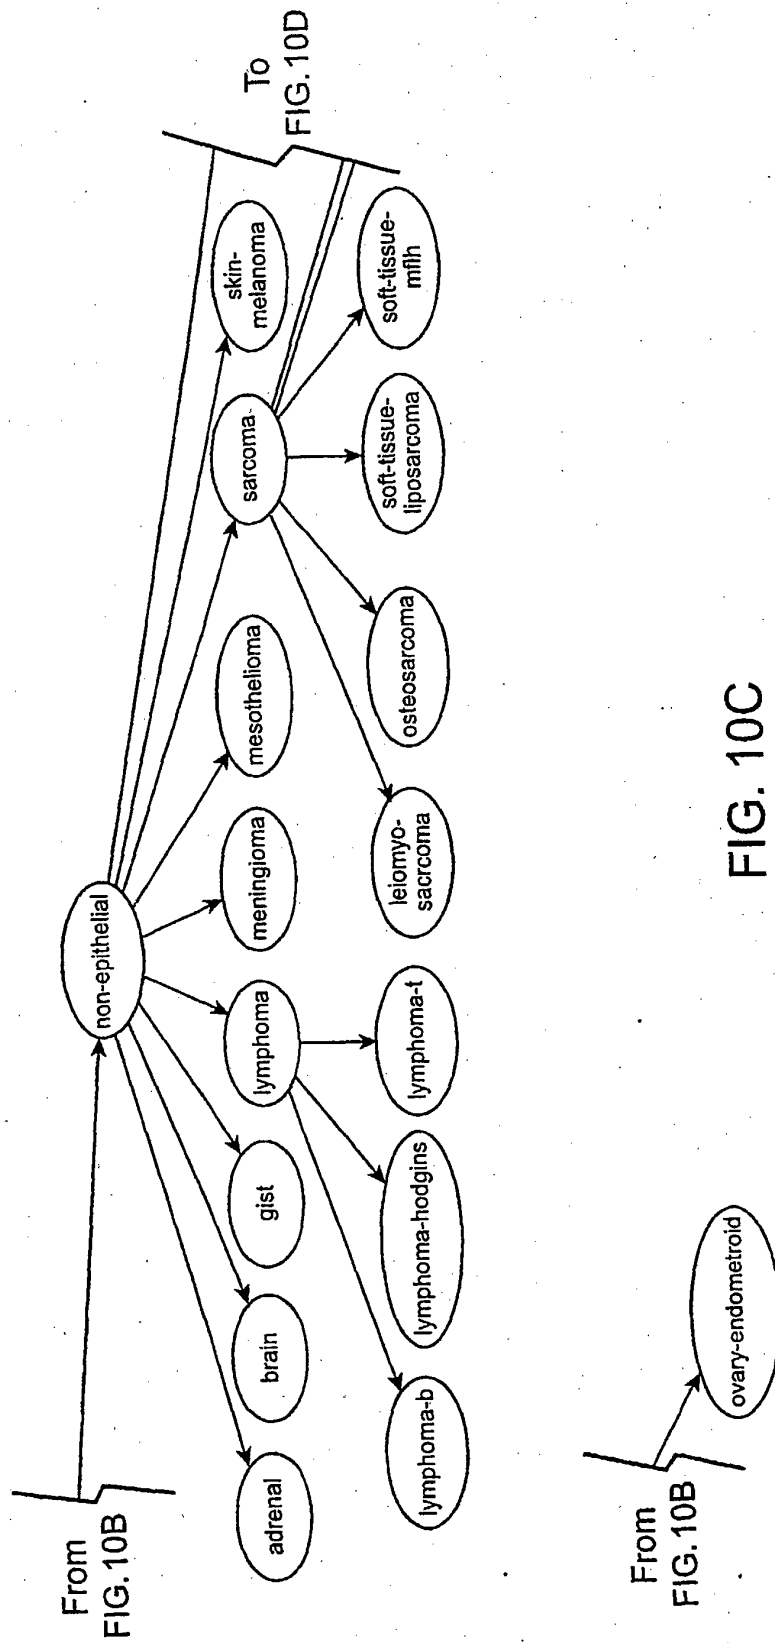 From
FIG. 10B
non-epithelial
To
FIG. 10D
adrenal
brain
gist
lymphoma
meningioma
mesothelioma
sarcoma
skin-
melanoma
lymphoma-b
lymphoma-hodgins
lymphoma-t
leiomyo-
sacrcoma
osteosarcoma
soft-tissue-
liposarcoma
soft-tissue-
mflh
From
FIG. 10B
ovary-endometroid
FIG. 10C